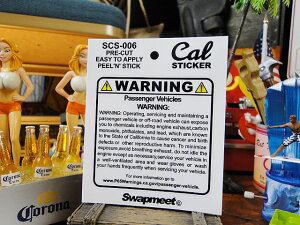 SCS-006
PRE-CUT
EASY TO APPLY
PEEL'N' STICK
Cal
STICKER
WARNING
Passenger Vehicles
WARNING:
WARNING: Operating, servicing and maintaining a
passenger vehicle or off-road vehicle can expose
you to chemicals including engine exhaust,carbon
monoxide, phthalates, and lead, which are known to
the State of California to cause cancer and birth
defects or other reproductive harm. To minimize
exposure,avoid breathing exhaust, do not idle the
engine except as necessary,service your vehicle in
a well-ventilated area and wear gloves or wash
your hands frequently when servicing your vehicle.
For more information go to
www.P65Warnings.ca.gov/passenger-vehicle.
Swapmeet®
Corona
Corona